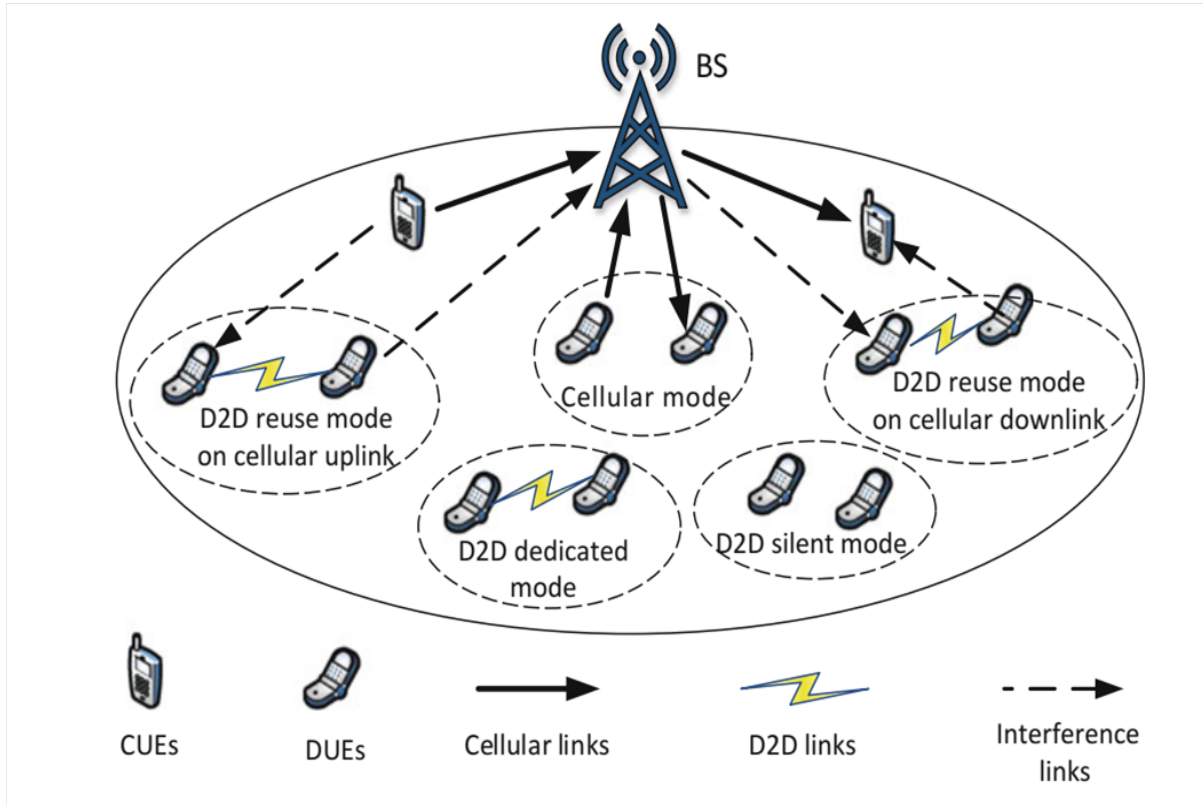 BS
Cellular mode
D2D reuse mode
on cellular uplink
D2D reuse mode
on cellular downlink
D2D dedicated
mode
D2D silent mode
CUEs
DUEs
Cellular links
D2D links
Interference
links